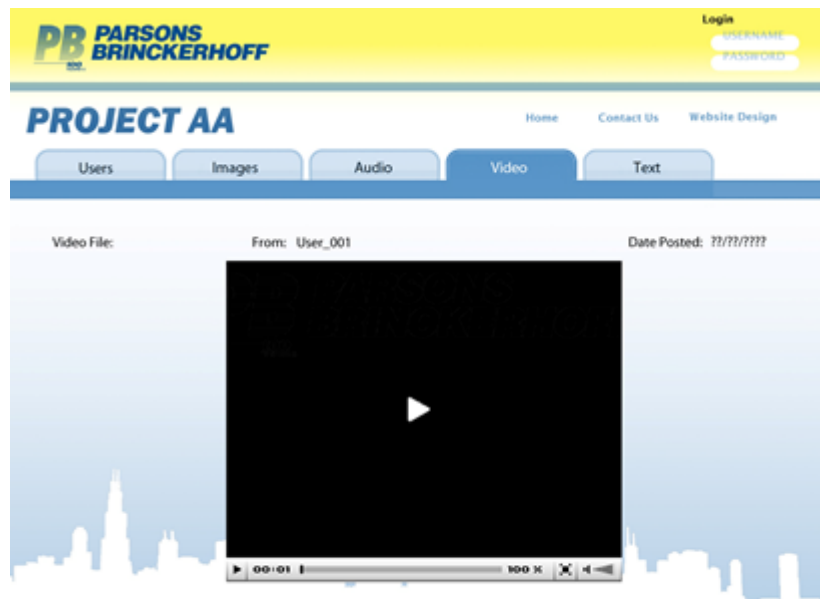 PB PARSONS
BRINCKERHOFF
100
Login
USERNAME
PASSWORD
PROJECT AA
Home Contact Us Website Design
Users Images Audio Video Text
Video File: From: User_001 Date Posted: ??/??/????
00:01 100 %